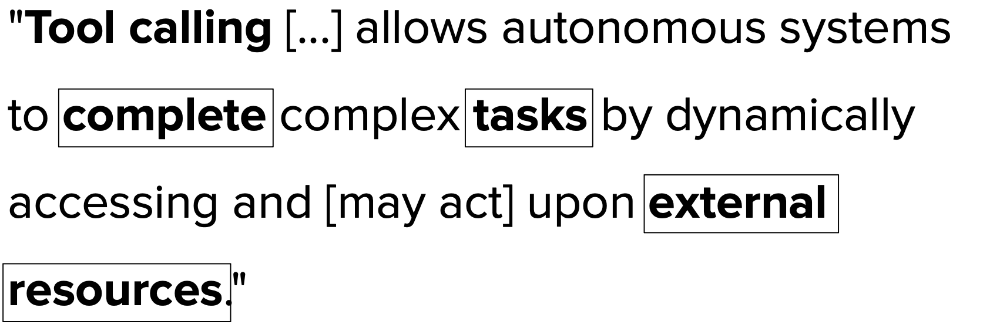 "Tool calling [...] allows autonomous systems
to complete complex tasks by dynamically
accessing and [may act] upon external
resources."